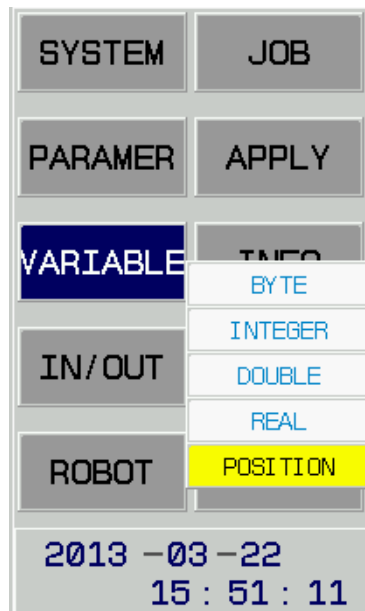 SYSTEM JOB
PARAMER APPLY
VARIABLE INFO
BYTE
INTEGER
IN/OUT
DOUBLE
REAL
ROBOT
POSITION
2013-03-22
15:51:11